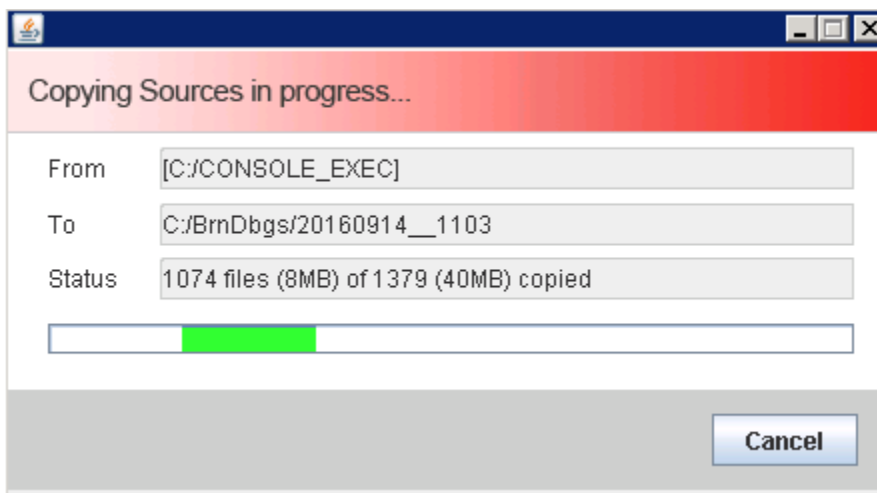 Copying Sources in progress...
From [C:/CONSOLE_EXEC]
To C:/BrnDbgs/20160914__1103
Status 1074 files (8MB) of 1379 (40MB) copied
Cancel